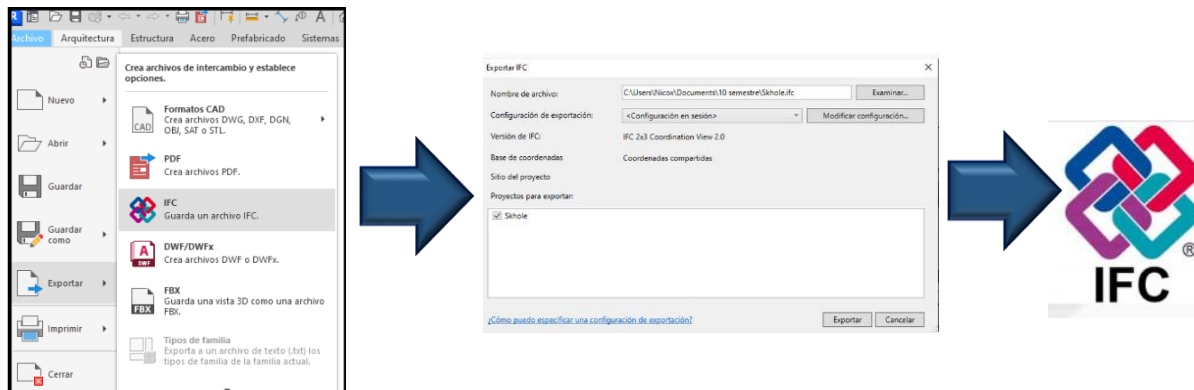 Archivo Arquitectura Estructura Acero Prefabricado Sistemas
Crea archivos de intercambio y establece
opciones.
Nuevo
Abrir
Guardar
Guardar
como
Exportar
Imprimir
Cerrar
CAD
Formatos CAD
Crea archivos DWG, DXF, DGN,
OBJ, SAT o STL.
PDF
Crea archivos PDF.
IFC
Guarda un archivo IFC.
DWF
DWF/DWFx
Crea archivos DWF o DWFx.
FBX
FBX
Guarda una vista 3D como una archivo
FBX.
Tipos de familia
Exporta a un archivo de texto (.txt) los
tipos de familia de la familia actual.
Exportar IFC
Nombre de archivo: C:\Users\Nicox\Documents\10 semestre\Skhole.ifc Examinar...
Configuración de exportación: <Configuración en sesión> Modificar configuración...
Versión de IFC: IFC 2x3 Coordination View 2.0
Base de coordenadas Coordenadas compartidas
Sitio del proyecto
Proyectos para exportar:
Skhole
¿Cómo puedo especificar una configuración de exportación? Exportar Cancelar
®
IFC